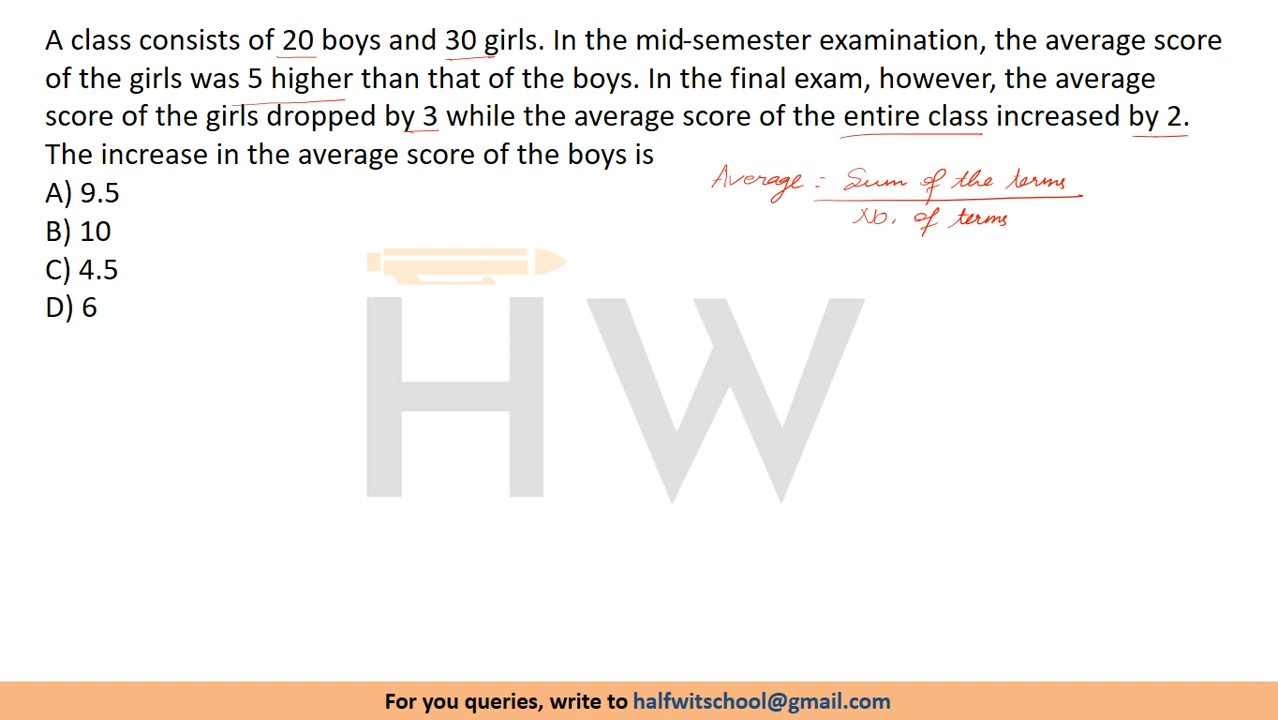 A class consists of 20 boys and 30 girls. In the mid-semester examination, the average score
of the girls was 5 higher than that of the boys. In the final exam, however, the average
score of the girls dropped by 3 while the average score of the entire class increased by 2.
The increase in the average score of the boys is
Average : Sum of the terms
No. of terms
A) 9.5
B) 10
C) 4.5
D) 6
HW
For you queries, write to halfwitschool@gmail.com